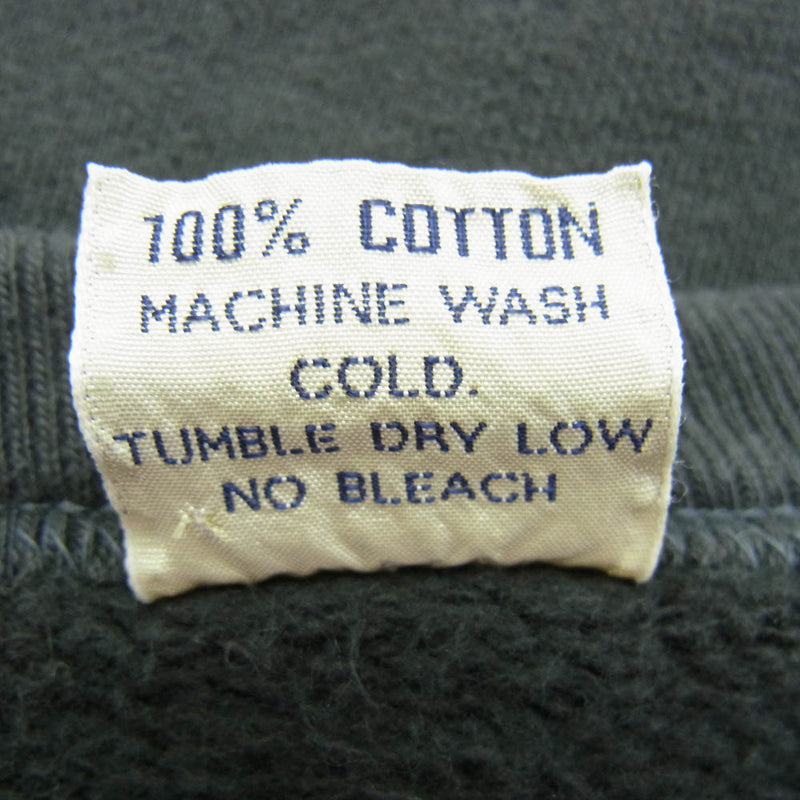 100% COTTON
MACHINE WASH
COLD.
TUMBLE DRY LOW
NO BLEACH